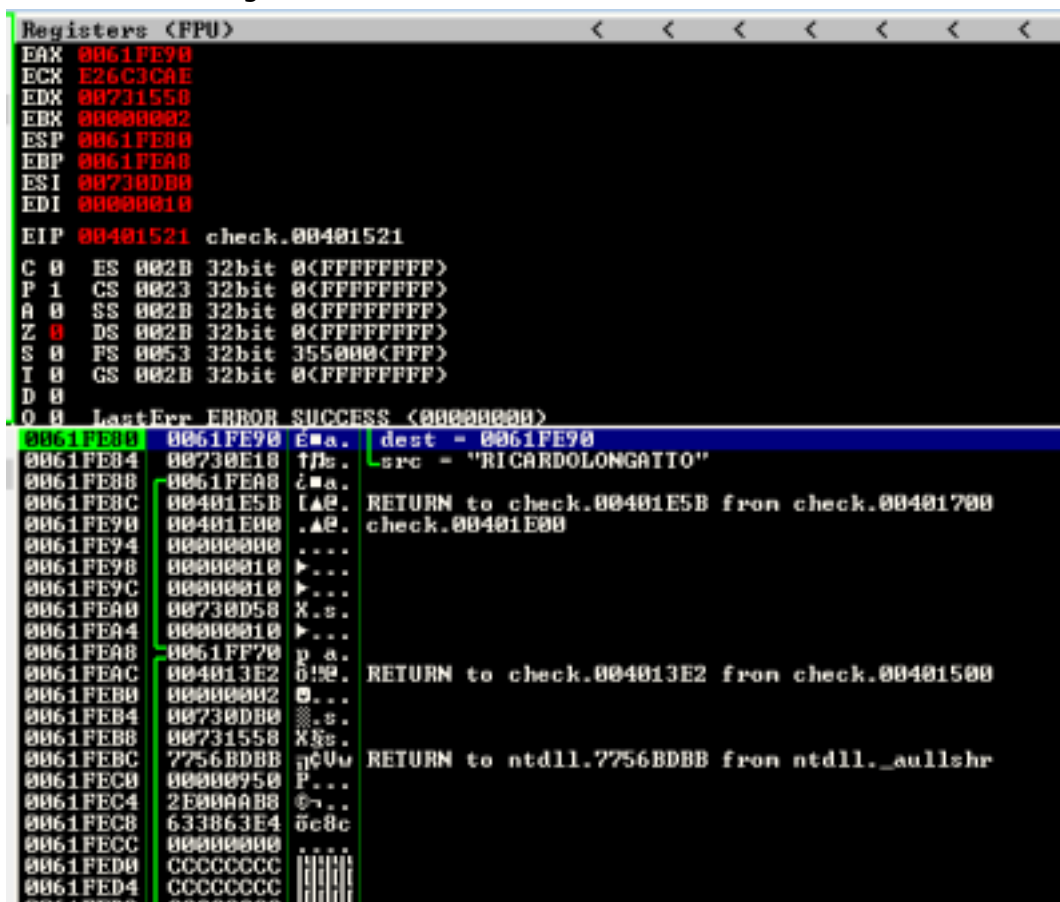 Registers (FPU) < < < < < < <
EAX 0061FE90
ECX E26C3CAE
EDX 00731558
EBX 00000002
ESP 0061FE80
EBP 0061FEA8
ESI 00730DB0
EDI 00000010
EIP 00401521 check.00401521
C 0 ES 002B 32bit 0(FFFFFFFF)
P 1 CS 0023 32bit 0(FFFFFFFF)
A 0 SS 002B 32bit 0(FFFFFFFF)
Z 0 DS 002B 32bit 0(FFFFFFFF)
S 0 FS 0053 32bit 355000(FFF)
T 0 GS 002B 32bit 0(FFFFFFFF)
D 0
O 0 LastErr ERROR_SUCCESS (00000000)
0061FE80 0061FE90 dest = 0061FE90
0061FE84 00730E18 src = "RICARDOLONGATTO"
0061FE88 0061FEA8
0061FE8C 00401E5B RETURN to check.00401E5B from check.00401700
0061FE90 00401E00 check.00401E00
0061FE94 00000000 ....
0061FE98 00000010
0061FE9C 00000010
0061FEA0 00730D58 X.s.
0061FEA4 00000010
0061FEA8 0061FF70 p a.
0061FEAC 004013E2 RETURN to check.004013E2 from check.00401500
0061FEB0 00000002
0061FEB4 00730DB0
0061FEB8 00731558
0061FEBC 7756BDBB RETURN to ntdll.7756BDBB from ntdll._aullshr
0061FEC0 00000950 P...
0061FEC4 2E00AAB8
0061FEC8 633863E4 õc8c
0061FECC 00000000 ....
0061FED0 CCCCCCCC
0061FED4 CCCCCCCC